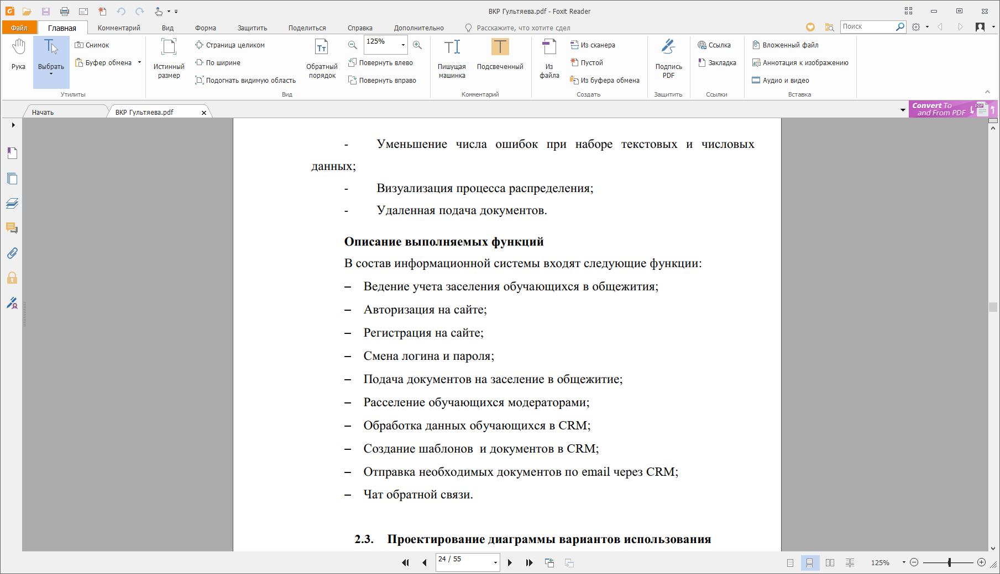 ВКР Гультяева.pdf - Foxit Reader
Файл Главная Комментарий Вид Форма Защитить Поделиться Справка Дополнительно Расскажите, что хотите сдел Поиск
Рука
Выбрать
Снимок
Буфер обмена
Утилиты
Истинный
размер
Страница целиком
По ширине
Подогнать видимую область
Обратный
порядок
125%
Повернуть влево
Повернуть вправо
Вид
Пишущая
машинка
Подсвеченный
Комментарий
Из
файла
Из сканера
Пустой
Из буфера обмена
Создать
Подпись
PDF
Защитить
Ссылка
Закладка
Ссылки
Вложенный файл
Аннотация к изображению
Аудио и видео
Вставка
Начать ВКР Гультяева.pdf
Convert To
and From PDF
PDF
- Уменьшение числа ошибок при наборе текстовых и числовых
данных;
- Визуализация процесса распределения;
- Удаленная подача документов.
Описание выполняемых функций
В состав информационной системы входят следующие функции:
– Ведение учета заселения обучающихся в общежития;
– Авторизация на сайте;
– Регистрация на сайте;
– Смена логина и пароля;
– Подача документов на заселение в общежитие;
– Расселение обучающихся модераторами;
– Обработка данных обучающихся в CRM;
– Создание шаблонов  и документов в CRM;
– Отправка необходимых документов по email через CRM;
– Чат обратной связи.
2.3. Проектирование диаграммы вариантов использования
24 / 55
125%